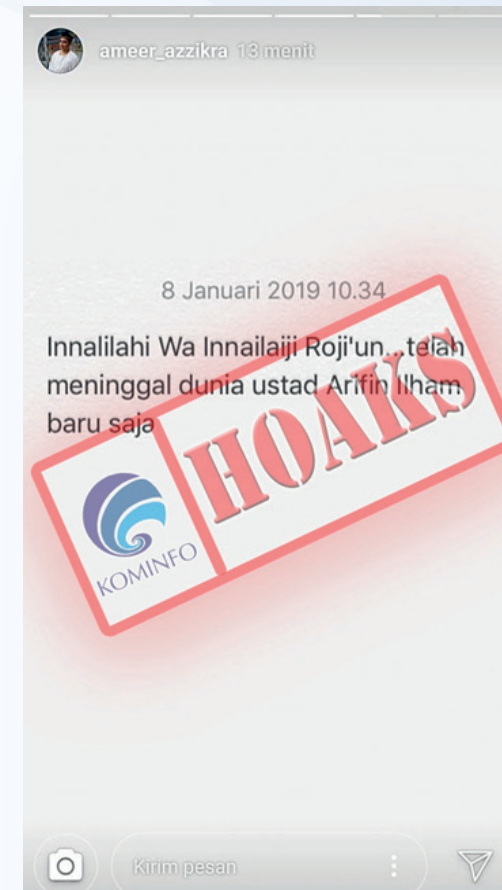 ameer_azzikra 13 menit
8 Januari 2019 10.34
Innalilahi Wa Innailaiji Roji'un...telah
meninggal dunia ustad Arifin Ilham
baru saja
HOAKS
KOMINFO
Kirim pesan